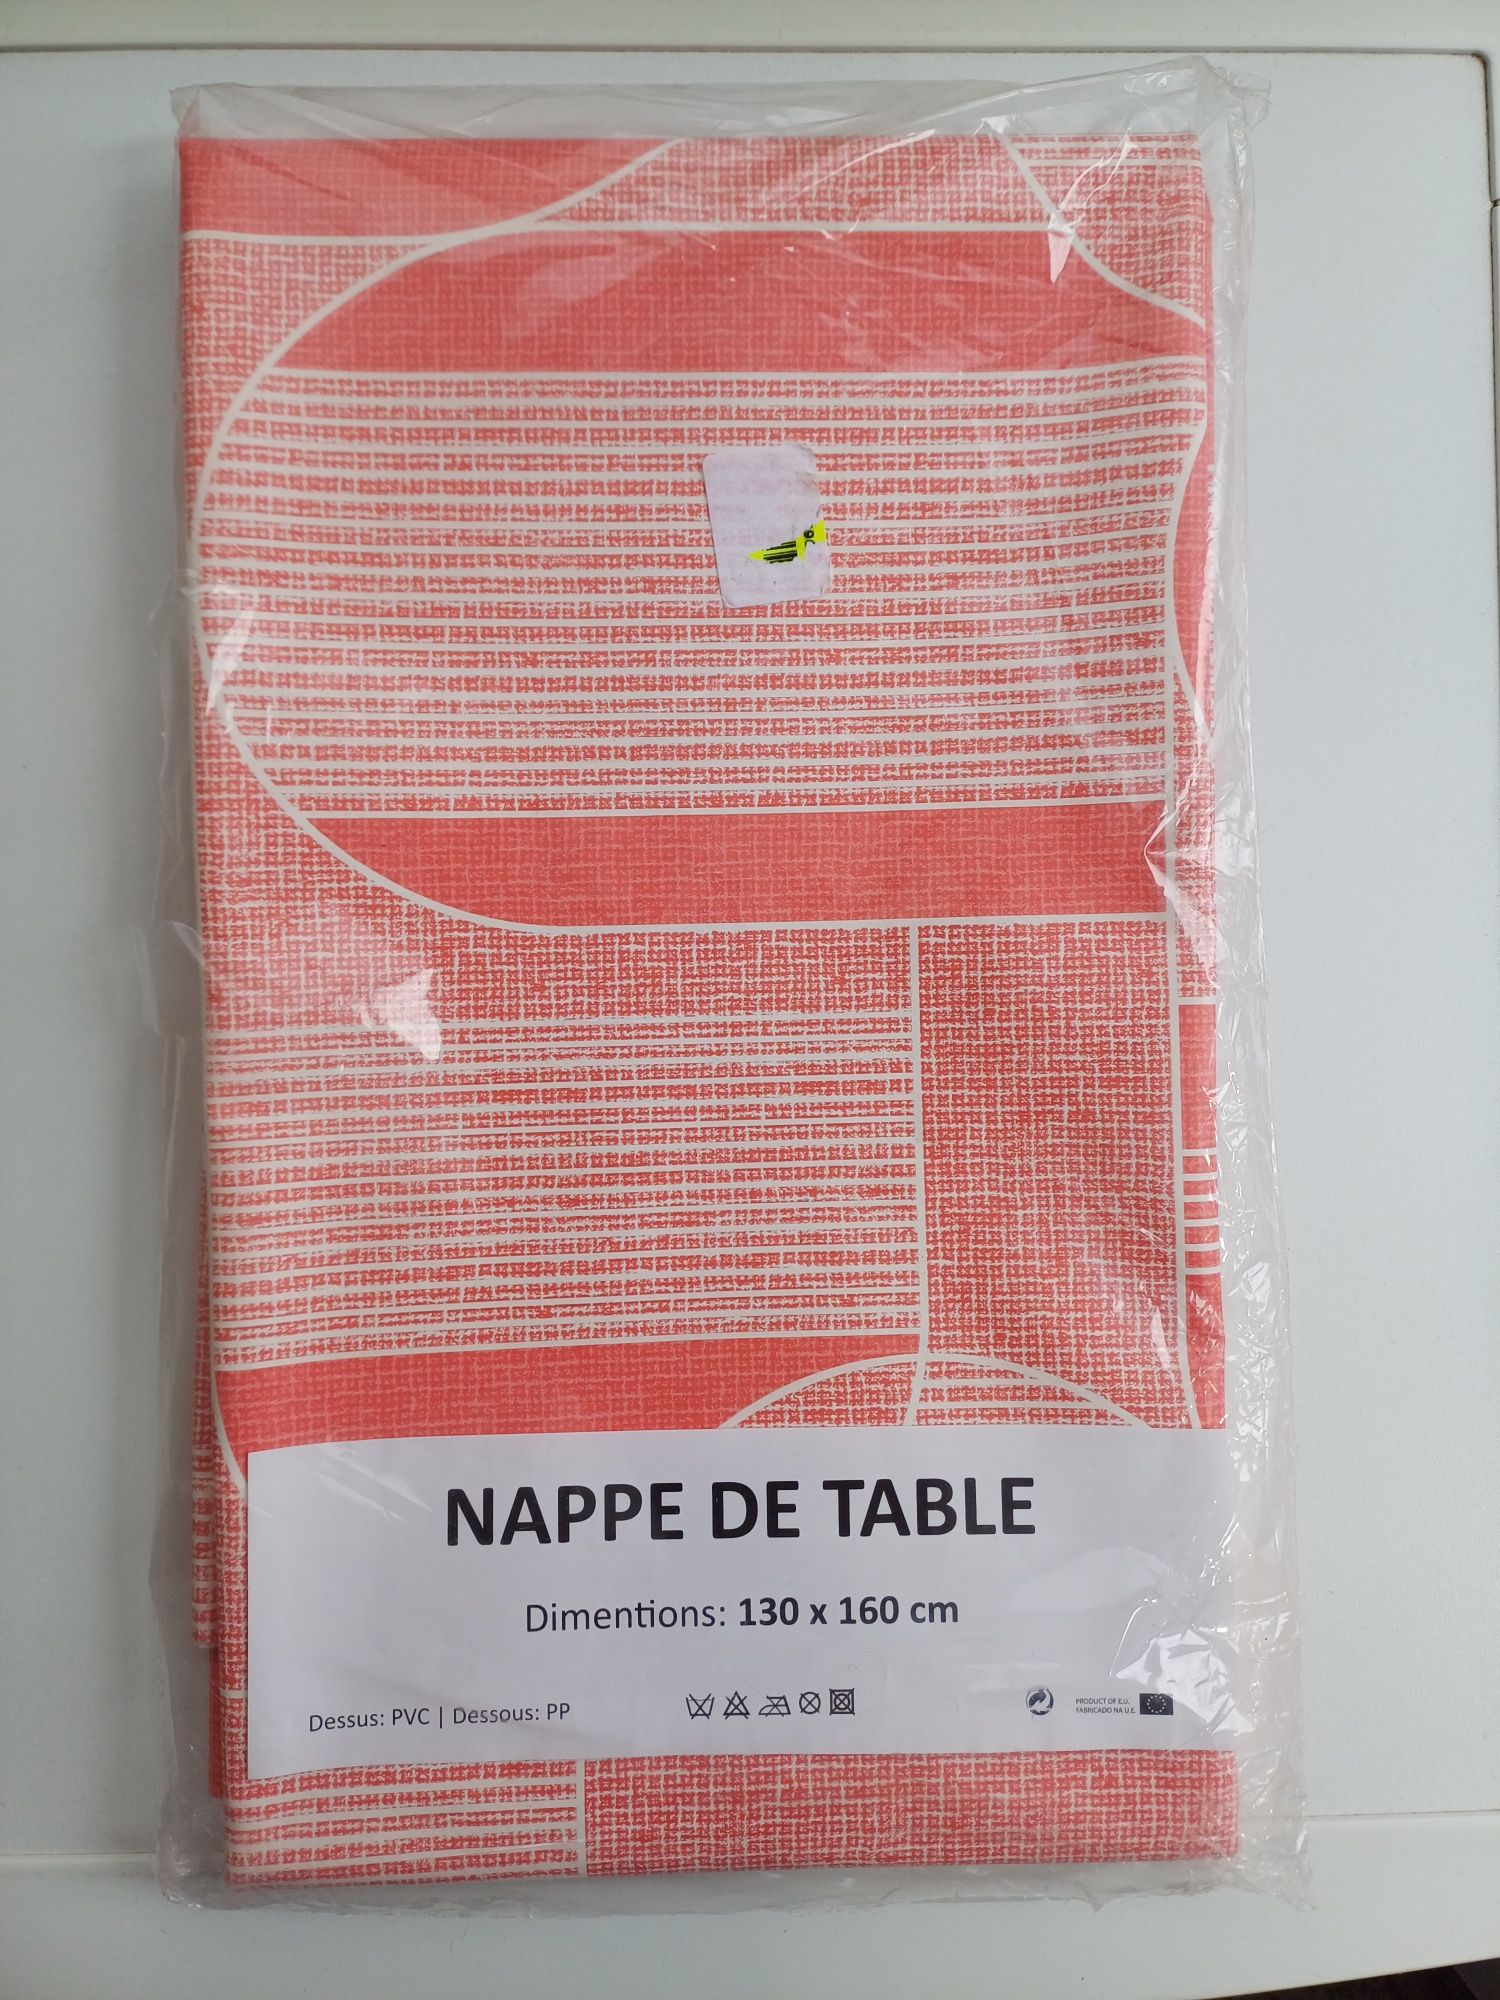 NAPPE DE TABLE
Dimentions: 130 x 160 cm
Dessus: PVC | Dessous: PP
PRODUCT OF E.U.
FABRICADO NA U.E.